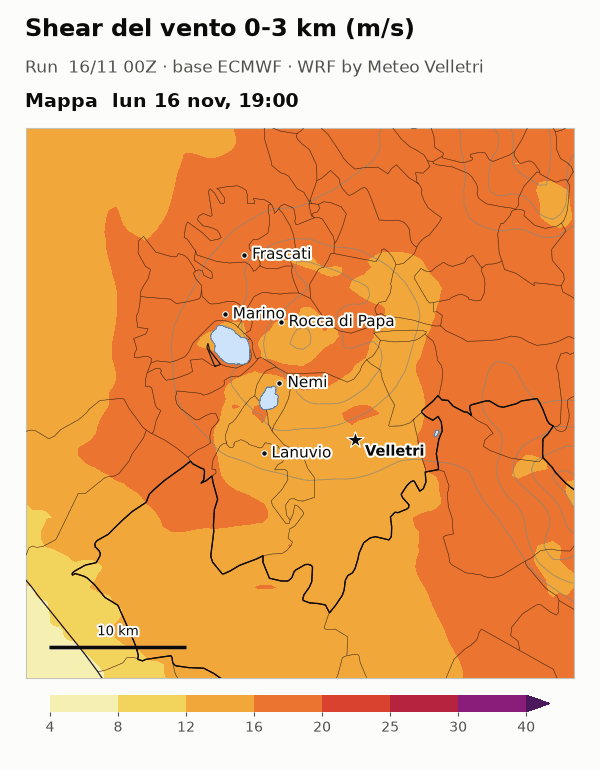 Shear del vento 0-3 km (m/s)
Run  16/11 00Z · base ECMWF · WRF by Meteo Velletri
Mappa  lun 16 nov, 19:00
Frascati
Marino
Rocca di Papa
Nemi
Velletri
Lanuvio
10 km
4 8 12 16 20 25 30 40